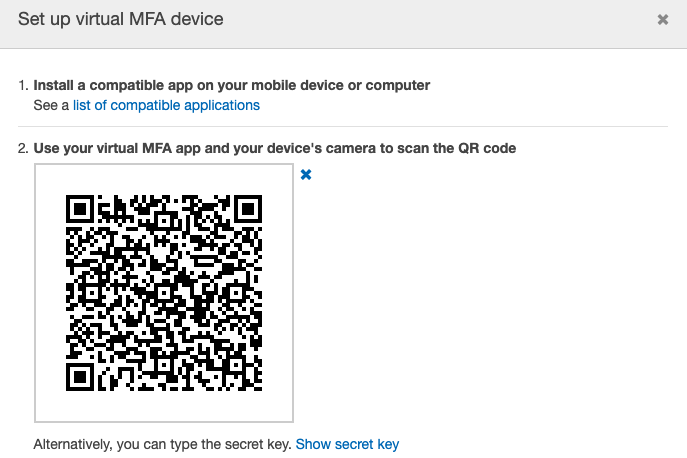 Set up virtual MFA device
1. Install a compatible app on your mobile device or computer
See a list of compatible applications
2. Use your virtual MFA app and your device's camera to scan the QR code
Alternatively, you can type the secret key. Show secret key